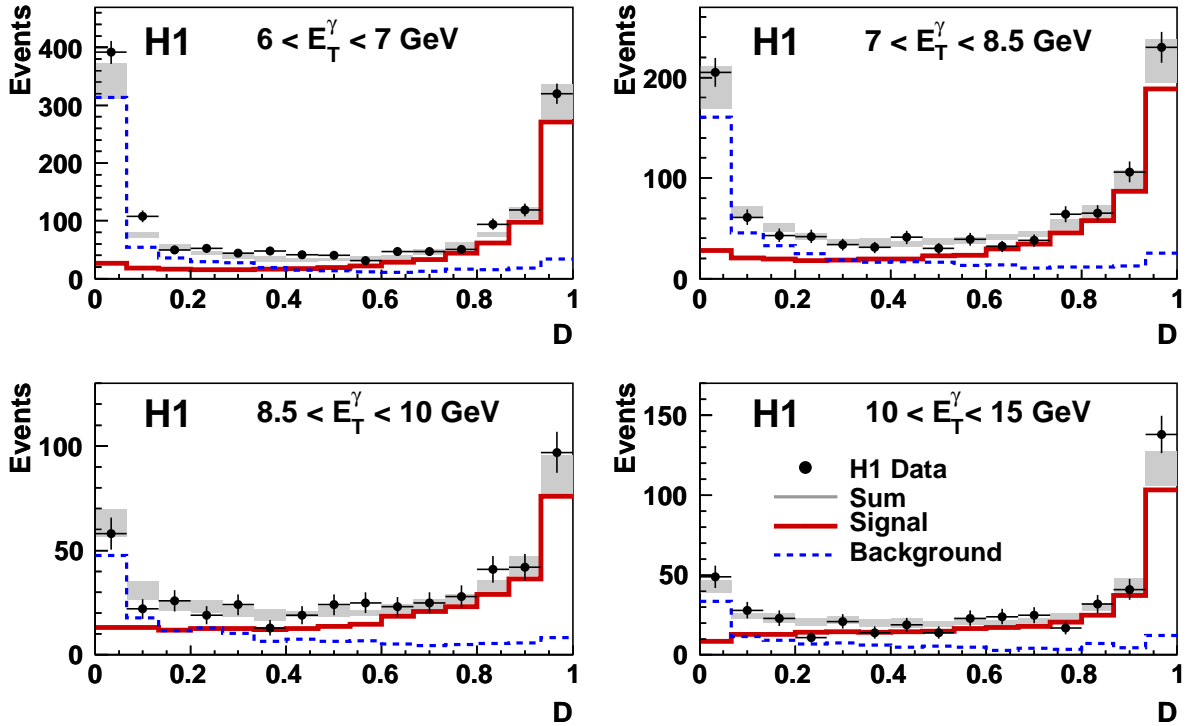 Events
H1 6 < E_T^γ < 7 GeV
400
300
200
100
0
0 0.2 0.4 0.6 0.8 1
D
Events
H1 7 < E_T^γ < 8.5 GeV
200
100
0
0 0.2 0.4 0.6 0.8 1
D
Events
H1 8.5 < E_T^γ < 10 GeV
100
50
0
0 0.2 0.4 0.6 0.8 1
D
Events
H1 10 < E_T^γ < 15 GeV
150
100
50
0
H1 Data
Sum
Signal
Background
0 0.2 0.4 0.6 0.8 1
D